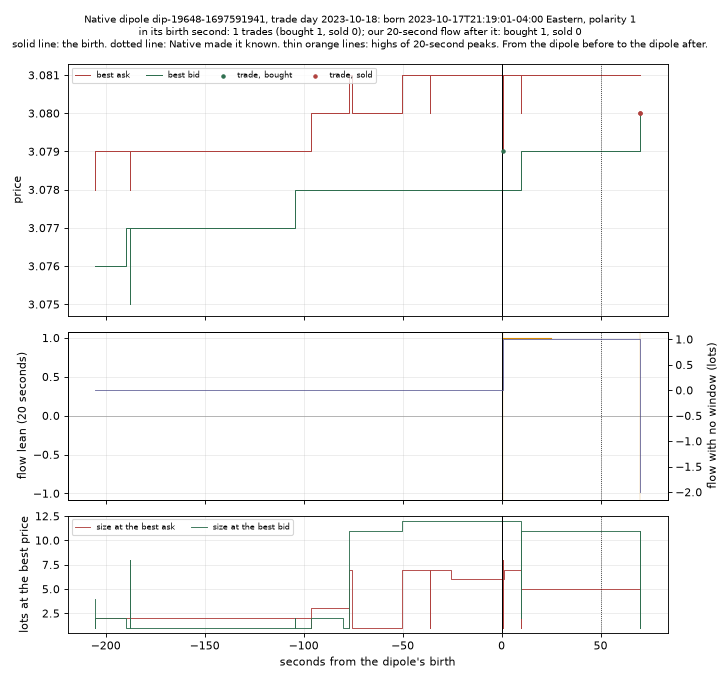 Native dipole dip-19648-1697591941, trade day 2023-10-18: born 2023-10-17T21:19:01-04:00 Eastern, polarity 1
in its birth second: 1 trades (bought 1, sold 0); our 20-second flow after it: bought 1, sold 0
solid line: the birth. dotted line: Native made it known. thin orange lines: highs of 20-second peaks. From the dipole before to the dipole after.
best ask
best bid
trade, bought
trade, sold
3.081
3.080
3.079
3.078
3.077
3.076
3.075
price
1.0
0.5
0.0
−0.5
−1.0
flow lean (20 seconds)
1.0
0.5
0.0
−0.5
−1.0
−1.5
−2.0
flow with no window (lots)
size at the best ask
size at the best bid
12.5
10.0
7.5
5.0
2.5
lots at the best price
−200
−150
−100
−50
0
50
seconds from the dipole's birth